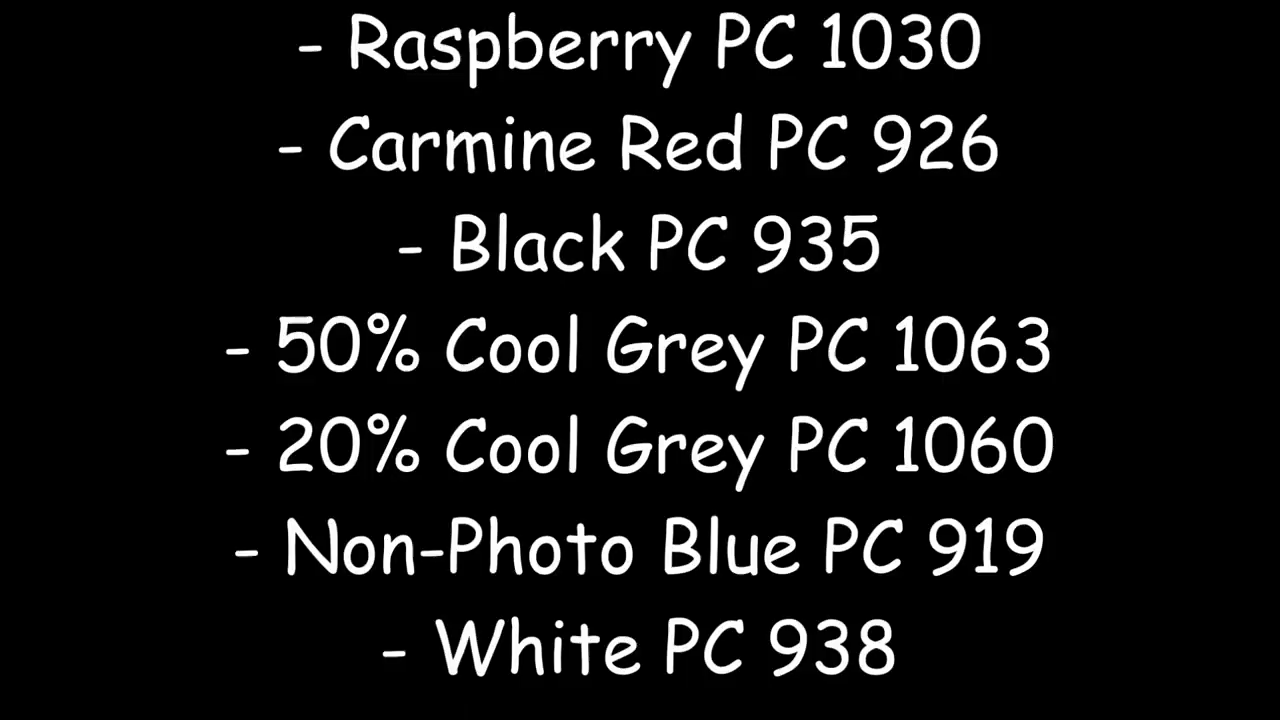 - Raspberry PC 1030
- Carmine Red PC 926
- Black PC 935
- 50% Cool Grey PC 1063
- 20% Cool Grey PC 1060
- Non-Photo Blue PC 919
- White PC 938